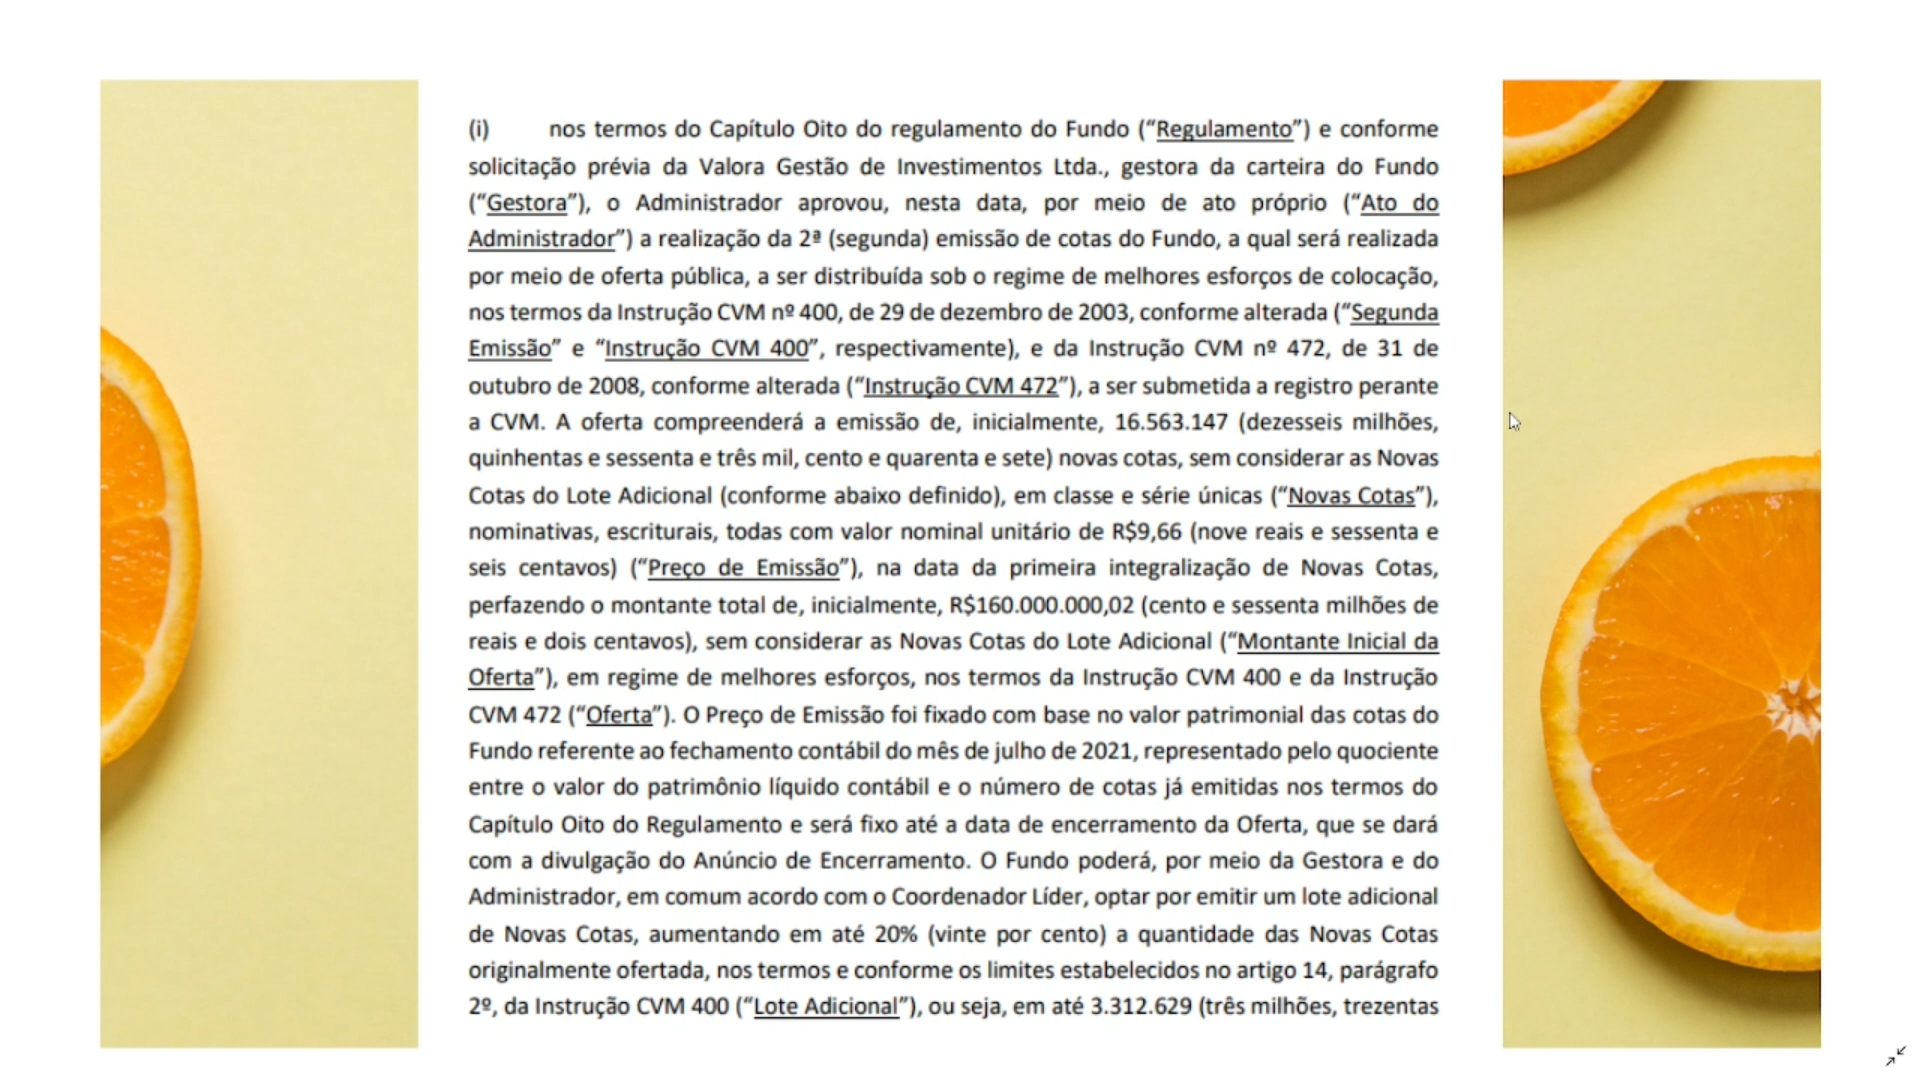 (i) nos termos do Capítulo Oito do regulamento do Fundo (“Regulamento”) e conforme
solicitação prévia da Valora Gestão de Investimentos Ltda., gestora da carteira do Fundo
(“Gestora”), o Administrador aprovou, nesta data, por meio de ato próprio (“Ato do
Administrador”) a realização da 2ª (segunda) emissão de cotas do Fundo, a qual será realizada
por meio de oferta pública, a ser distribuída sob o regime de melhores esforços de colocação,
nos termos da Instrução CVM nº 400, de 29 de dezembro de 2003, conforme alterada (“Segunda
Emissão” e “Instrução CVM 400”, respectivamente), e da Instrução CVM nº 472, de 31 de
outubro de 2008, conforme alterada (“Instrução CVM 472”), a ser submetida a registro perante
a CVM. A oferta compreenderá a emissão de, inicialmente, 16.563.147 (dezesseis milhões,
quinhentas e sessenta e três mil, cento e quarenta e sete) novas cotas, sem considerar as Novas
Cotas do Lote Adicional (conforme abaixo definido), em classe e série únicas (“Novas Cotas”),
nominativas, escriturais, todas com valor nominal unitário de R$9,66 (nove reais e sessenta e
seis centavos) (“Preço de Emissão”), na data da primeira integralização de Novas Cotas,
perfazendo o montante total de, inicialmente, R$160.000.000,02 (cento e sessenta milhões de
reais e dois centavos), sem considerar as Novas Cotas do Lote Adicional (“Montante Inicial da
Oferta”), em regime de melhores esforços, nos termos da Instrução CVM 400 e da Instrução
CVM 472 (“Oferta”). O Preço de Emissão foi fixado com base no valor patrimonial das cotas do
Fundo referente ao fechamento contábil do mês de julho de 2021, representado pelo quociente
entre o valor do patrimônio líquido contábil e o número de cotas já emitidas nos termos do
Capítulo Oito do Regulamento e será fixo até a data de encerramento da Oferta, que se dará
com a divulgação do Anúncio de Encerramento. O Fundo poderá, por meio da Gestora e do
Administrador, em comum acordo com o Coordenador Líder, optar por emitir um lote adicional
de Novas Cotas, aumentando em até 20% (vinte por cento) a quantidade das Novas Cotas
originalmente ofertada, nos termos e conforme os limites estabelecidos no artigo 14, parágrafo
2º, da Instrução CVM 400 (“Lote Adicional”), ou seja, em até 3.312.629 (três milhões, trezentas